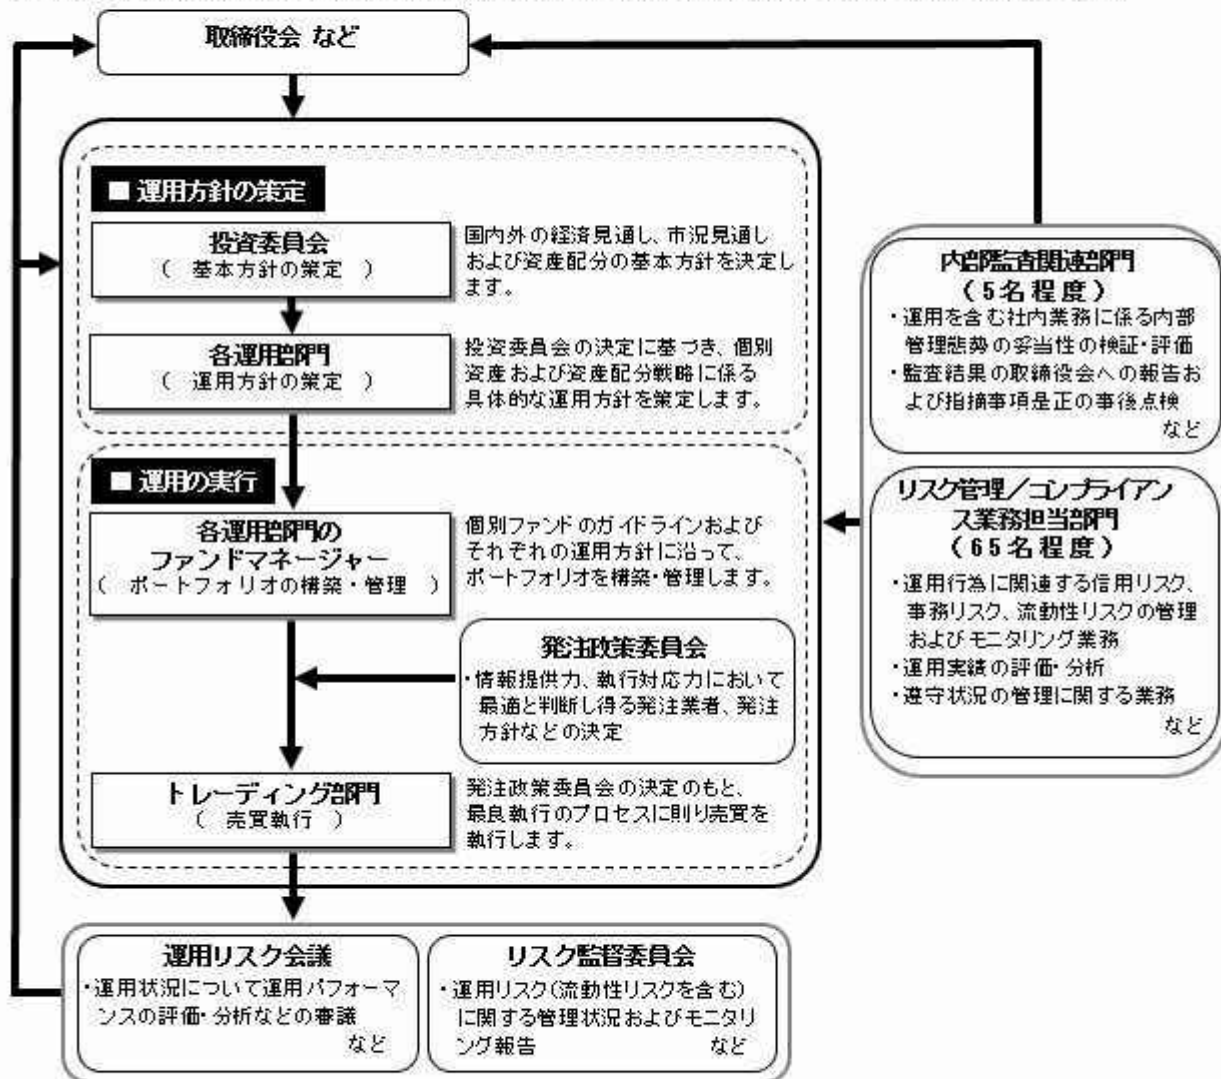 取締役会 など
■ 運用方針の策定
投資委員会
（ 基本方針の策定 ）
国内外の経済見通し、市況見通し
および資産配分の基本方針を決定し
ます。
各運用部門
（ 運用方針の策定 ）
投資委員会の決定に基づき、個別
資産および資産配分戦略に係る
具体的な運用方針を策定します。
■ 運用の実行
各運用部門の
ファンドマネージャー
（ ポートフォリオの構築・管理 ）
個別ファンドのガイドラインおよび
それぞれの運用方針に沿って、
ポートフォリオを構築・管理します。
発注政策委員会
・情報提供力、執行対応力において
最適と判断し得る発注業者、発注
方針などの決定
トレーディング部門
（ 売買執行 ）
発注政策委員会の決定のもと、
最良執行のプロセスに則り売買を
執行します。
内部監査関連部門
（5名程度）
・運用を含む社内業務に係る内部
管理態勢の妥当性の検証・評価
・監査結果の取締役会への報告お
よび指摘事項是正の事後点検
など
リスク管理／コンプライアン
ス業務担当部門
（65名程度）
・運用行為に関連する信用リスク、
事務リスク、流動性リスクの管理
およびモニタリング業務
・運用実績の評価・分析
・遵守状況の管理に関する業務
など
運用リスク会議
・運用状況について運用パフォーマ
ンスの評価・分析などの審議
など
リスク監督委員会
・運用リスク（流動性リスクを含む）
に関する管理状況およびモニタリ
ング報告 など